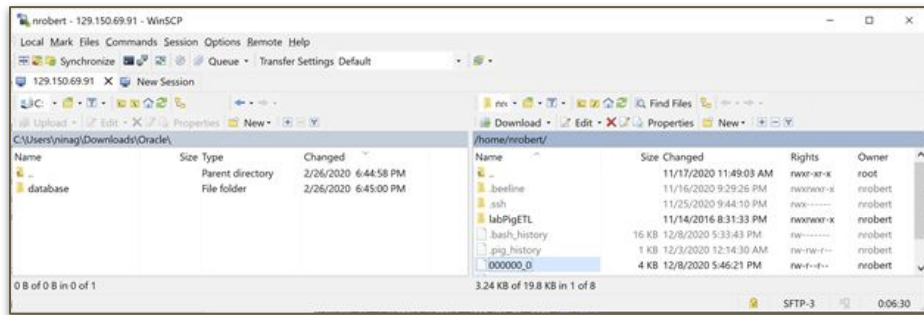 nrobert - 129.150.69.91 - WinSCP
Local Mark Files Commands Session Options Remote Help
Synchronize Queue Transfer Settings Default
129.150.69.91 X New Session
C: Find Files
Upload Edit Properties New Download Edit Properties New
C:\Users\ninag\Downloads\Oracle\ /home/nrobert/
Name Size Type Changed Name Size Changed Rights Owner
.. Parent directory 2/26/2020 6:44:58 PM .. 11/17/2020 11:49:03 AM rwxr-xr-x root
database File folder 2/26/2020 6:45:00 PM .beeline 11/16/2020 9:29:26 PM rwxrwxr-x nrobert
.ssh 11/25/2020 9:44:10 PM rwx------ nrobert
labPigETL 11/14/2016 8:31:33 PM rwxrwxr-x nrobert
.bash_history 16 KB 12/8/2020 5:33:43 PM rw------- nrobert
.pig_history 1 KB 12/3/2020 12:14:30 AM rw-rw-r-- nrobert
000000_0 4 KB 12/8/2020 5:46:21 PM rw-r--r-- nrobert
0 B of 0 B in 0 of 1 3.24 KB of 19.8 KB in 1 of 8
SFTP-3 0:06:30